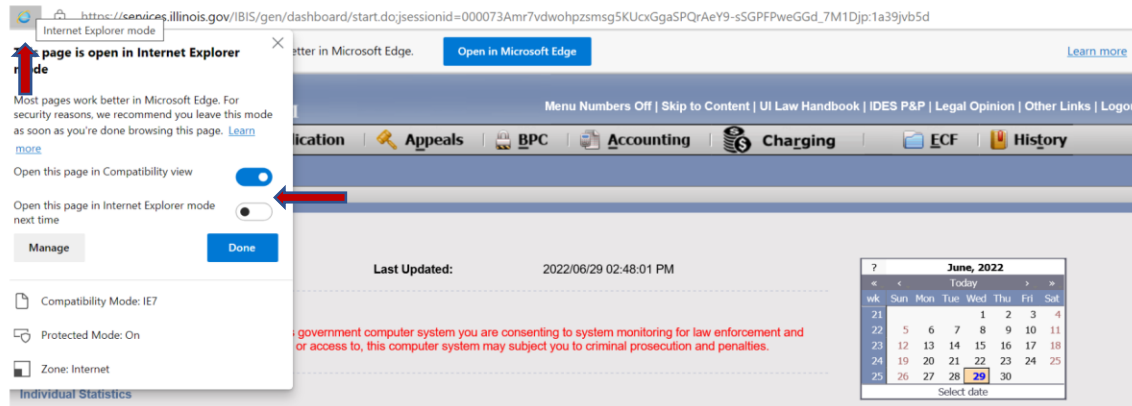 https://services.illinois.gov/IBIS/gen/dashboard/start.do;jsessionid=000073Amr7vdwohpzsmsg5KUcxGgaSPQrAeY9-sSGPFPweGGd_7M1Djp:1a39jvb5d
Internet Explorer mode
page is open in Internet Explorer
Most pages work better in Microsoft Edge. For
security reasons, we recommend you leave this mode
as soon as you're done browsing this page. Learn
more
Open this page in Compatibility view
Open this page in Internet Explorer mode
next time
Manage Done
Compatibility Mode: IE7
Protected Mode: On
Zone: Internet
etter in Microsoft Edge. Open in Microsoft Edge Learn more
Menu Numbers Off | Skip to Content | UI Law Handbook | IDES P&P | Legal Opinion | Other Links | Logou
lication Appeals BPC Accounting Charging ECF History
Last Updated: 2022/06/29 02:48:01 PM
government computer system you are consenting to system monitoring for law enforcement and
or access to, this computer system may subject you to criminal prosecution and penalties.
? June, 2022
« ‹ Today › »
wk Sun Mon Tue Wed Thu Fri Sat
21 1 2 3 4
22 5 6 7 8 9 10 11
23 12 13 14 15 16 17 18
24 19 20 21 22 23 24 25
25 26 27 28 29 30
Select date
Individual Statistics